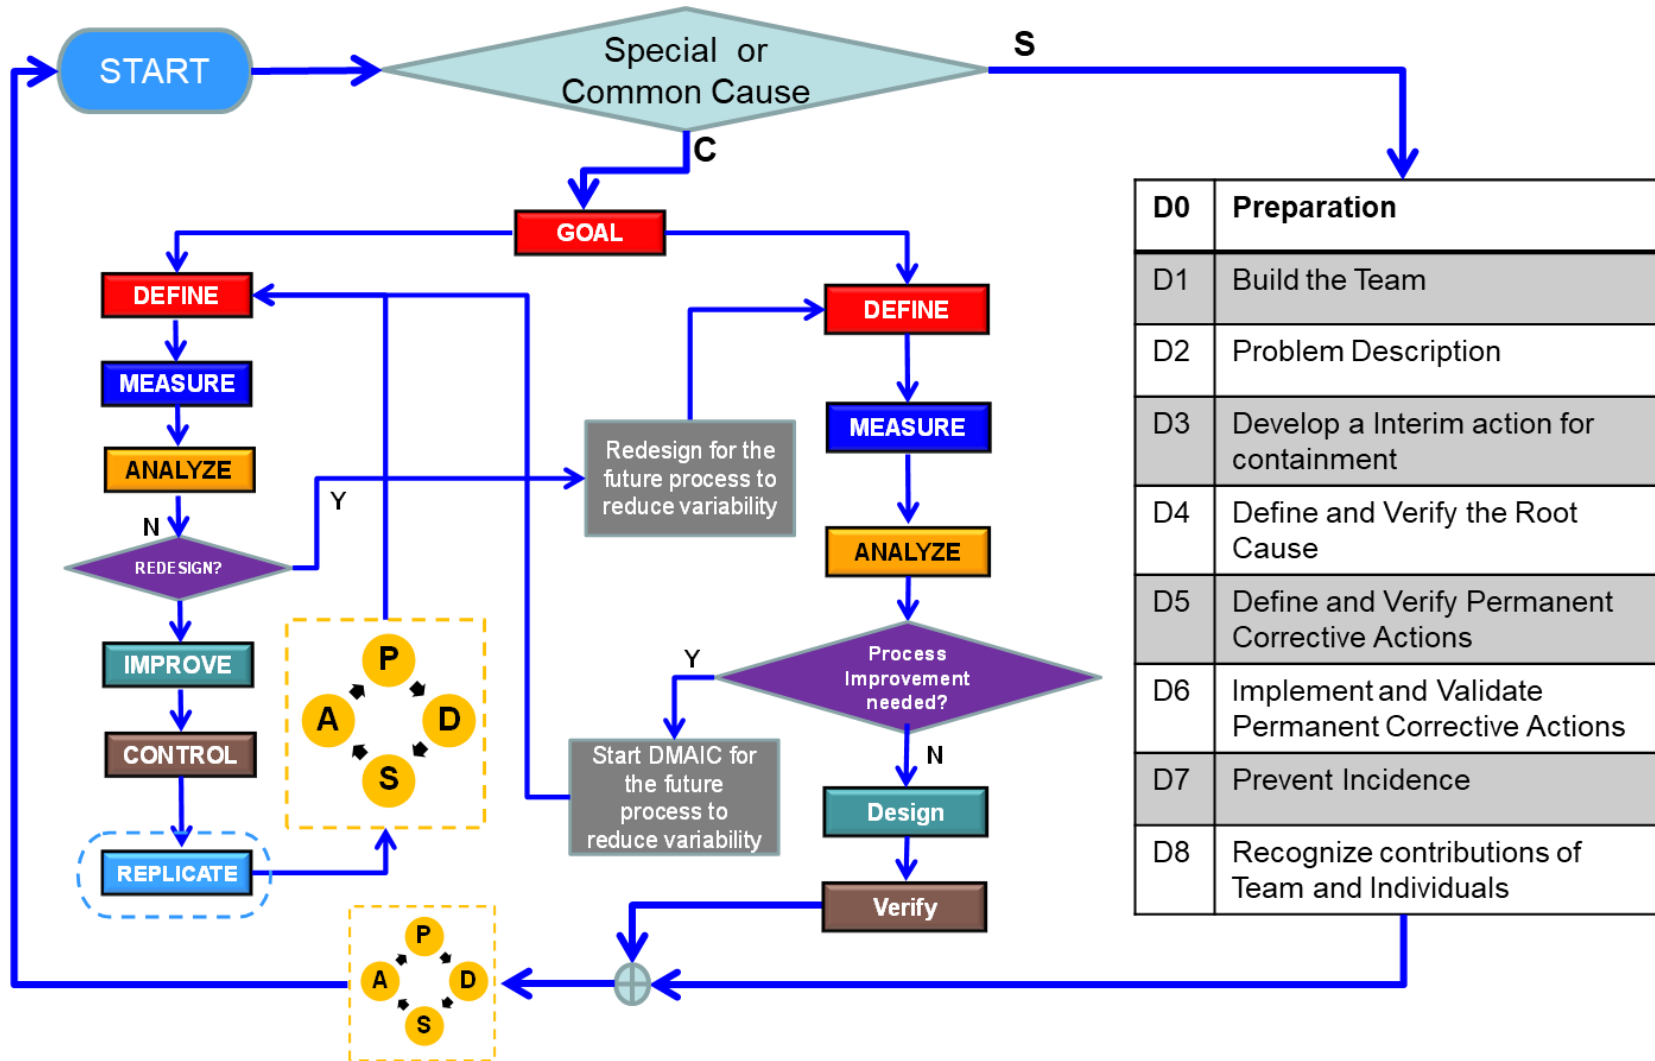 START
Special or
Common Cause
S
C
GOAL
DEFINE
MEASURE
ANALYZE
N
REDESIGN?
Y
IMPROVE
CONTROL
REPLICATE
P
A
D
S
Redesign for the
future process to
reduce variability
DEFINE
MEASURE
ANALYZE
Process
Improvement
needed?
Y
N
Start DMAIC for
the future
process to
reduce variability
Design
Verify
P
A
D
S
D0 Preparation
D1 Build the Team
D2 Problem Description
D3 Develop a Interim action for
containment
D4 Define and Verify the Root
Cause
D5 Define and Verify Permanent
Corrective Actions
D6 Implement and Validate
Permanent Corrective Actions
D7 Prevent Incidence
D8 Recognize contributions of
Team and Individuals